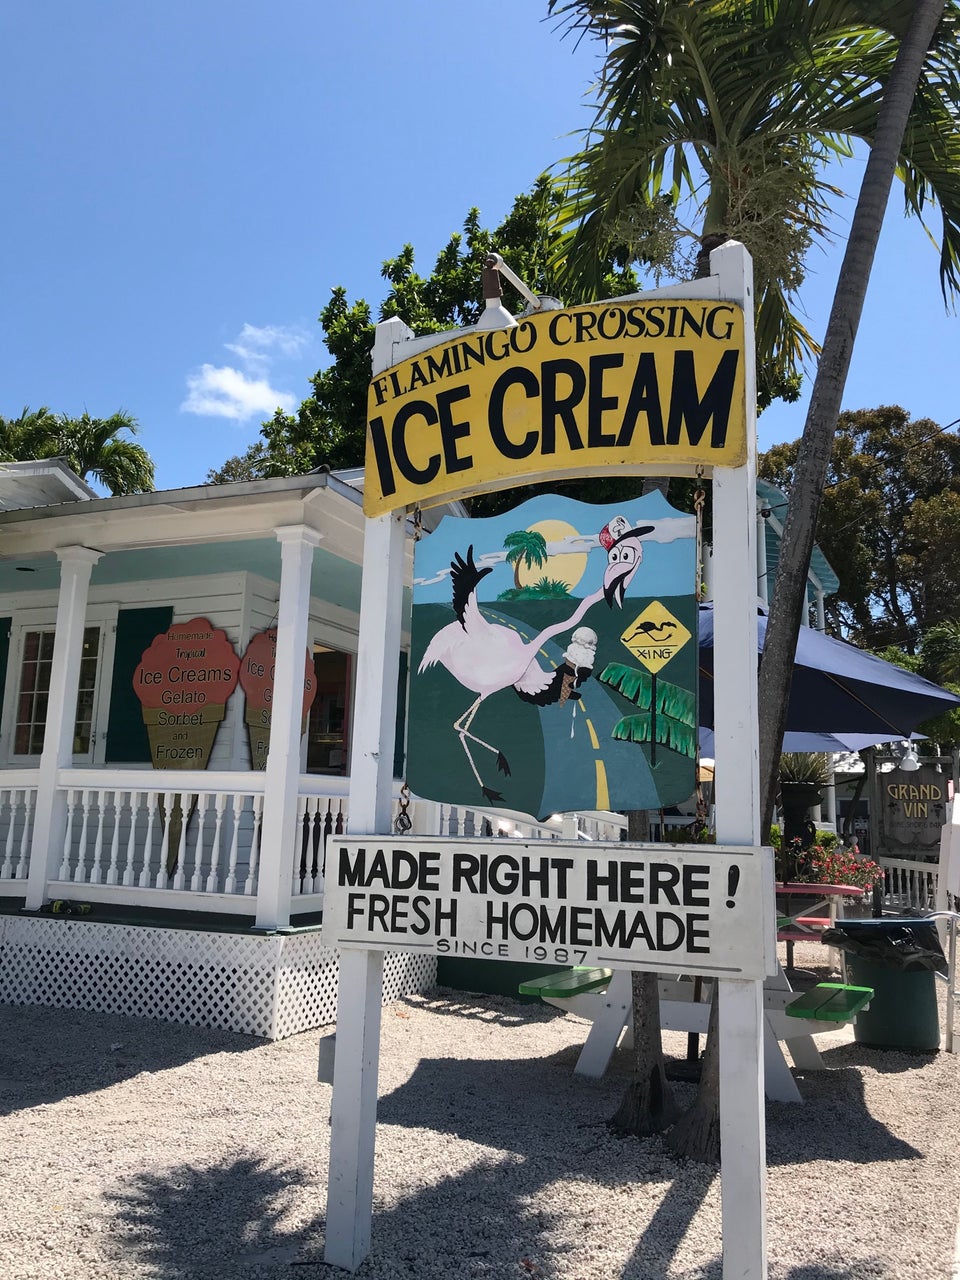 FLAMINGO CROSSING
ICE CREAM
X-ING
MADE RIGHT HERE!
FRESH HOMEMADE
SINCE 1987
Homemade
Tropical
Ice Creams
Gelato
Sorbet
and
Frozen
GRAND
VIN